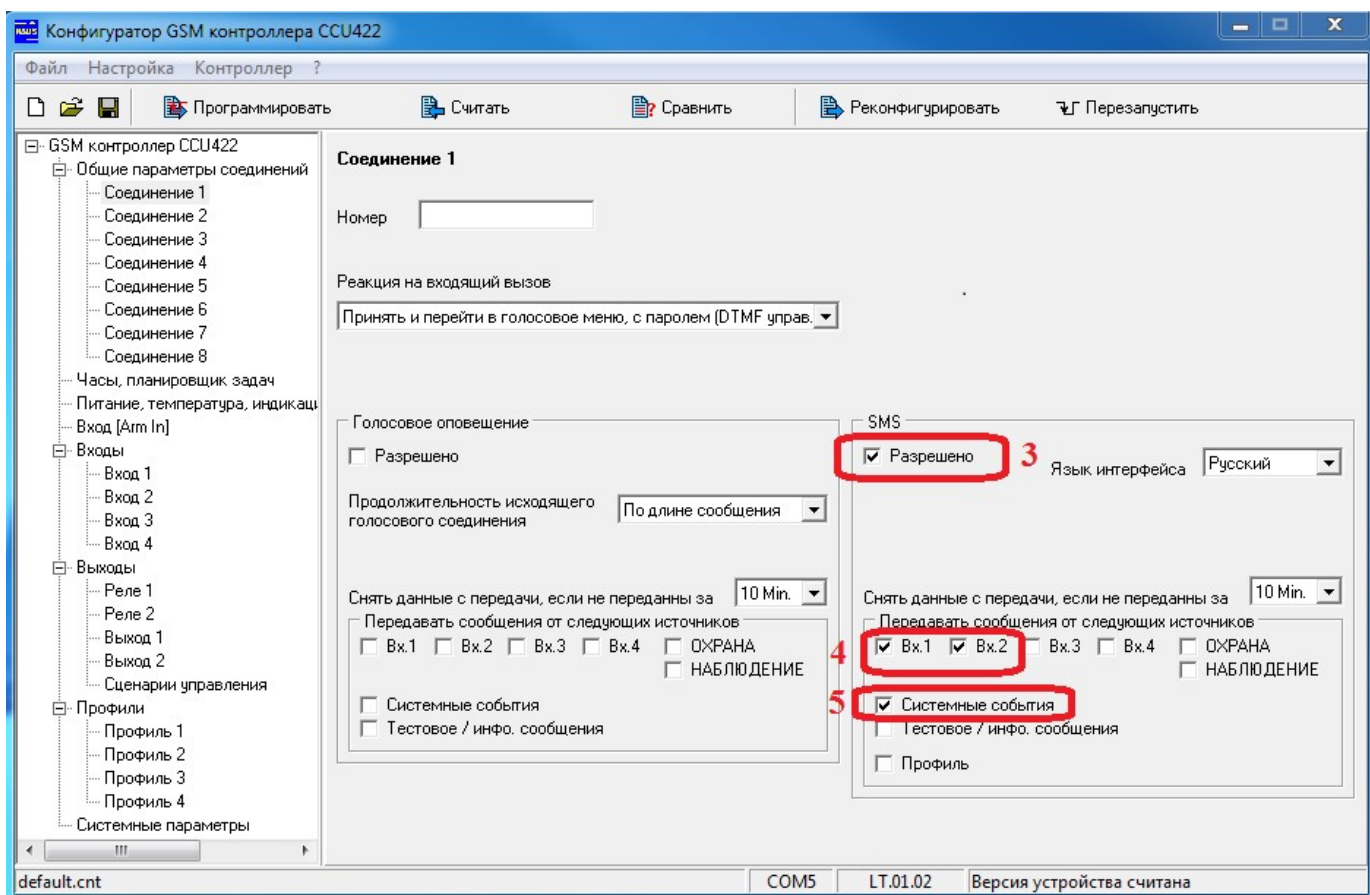 Конфигуратор GSM контроллера CCU422
Файл Настройка Контроллер ?
Программировать Считать Сравнить Реконфигурировать Перезапустить
GSM контроллер CCU422
Общие параметры соединений
Соединение 1
Соединение 2
Соединение 3
Соединение 4
Соединение 5
Соединение 6
Соединение 7
Соединение 8
Часы, планировщик задач
Питание, температура, индикаци
Вход [Arm In]
Входы
Вход 1
Вход 2
Вход 3
Вход 4
Выходы
Реле 1
Реле 2
Выход 1
Выход 2
Сценарии управления
Профили
Профиль 1
Профиль 2
Профиль 3
Профиль 4
Системные параметры
Соединение 1
Номер
Реакция на входящий вызов
Принять и перейти в голосовое меню, с паролем (DTMF управ.
Голосовое оповещение
Разрешено
Продолжительность исходящего
голосового соединения
По длине сообщения
Снять данные с передачи, если не переданны за 10 Min.
Передавать сообщения от следующих источников
Вх.1 Вх.2 Вх.3 Вх.4 ОХРАНА
НАБЛЮДЕНИЕ
Системные события
Тестовое / инфо. сообщения
SMS
Разрешено 3
Язык интерфейса Русский
Снять данные с передачи, если не переданны за 10 Min.
Передавать сообщения от следующих источников
4 Вх.1 Вх.2 Вх.3 Вх.4 ОХРАНА
НАБЛЮДЕНИЕ
5 Системные события
Тестовое / инфо. сообщения
Профиль
default.cnt COM5 LT.01.02 Версия устройства считана